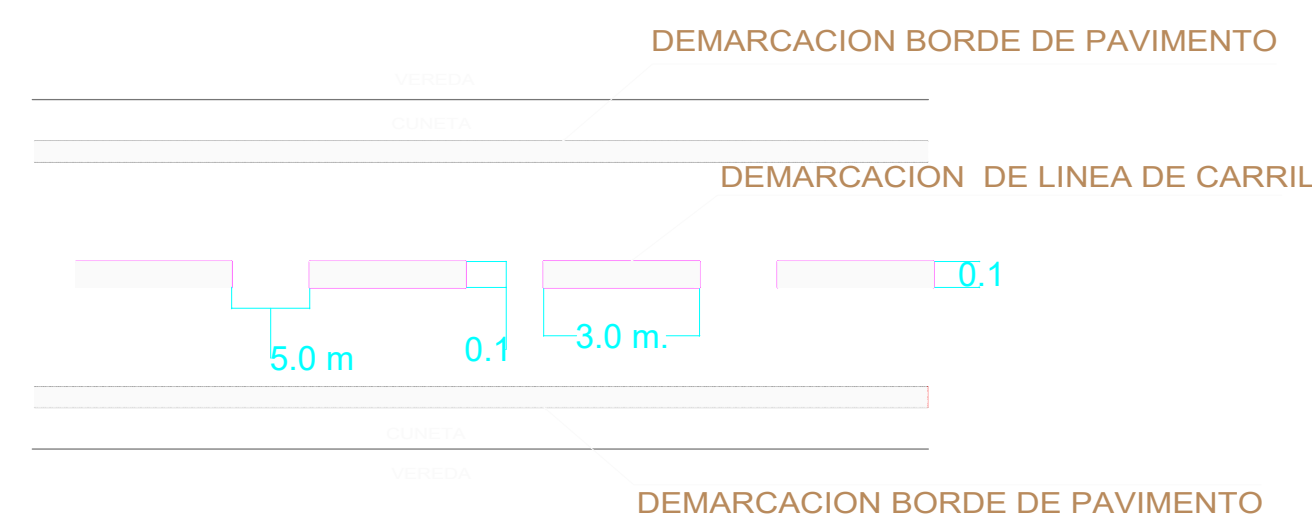 DEMARCACION BORDE DE PAVIMENTO
VEREDA
CUNETA
DEMARCACION DE LINEA DE CARRIL
0.1
5.0 m
0.1
3.0 m.
CUNETA
VEREDA
DEMARCACION BORDE DE PAVIMENTO